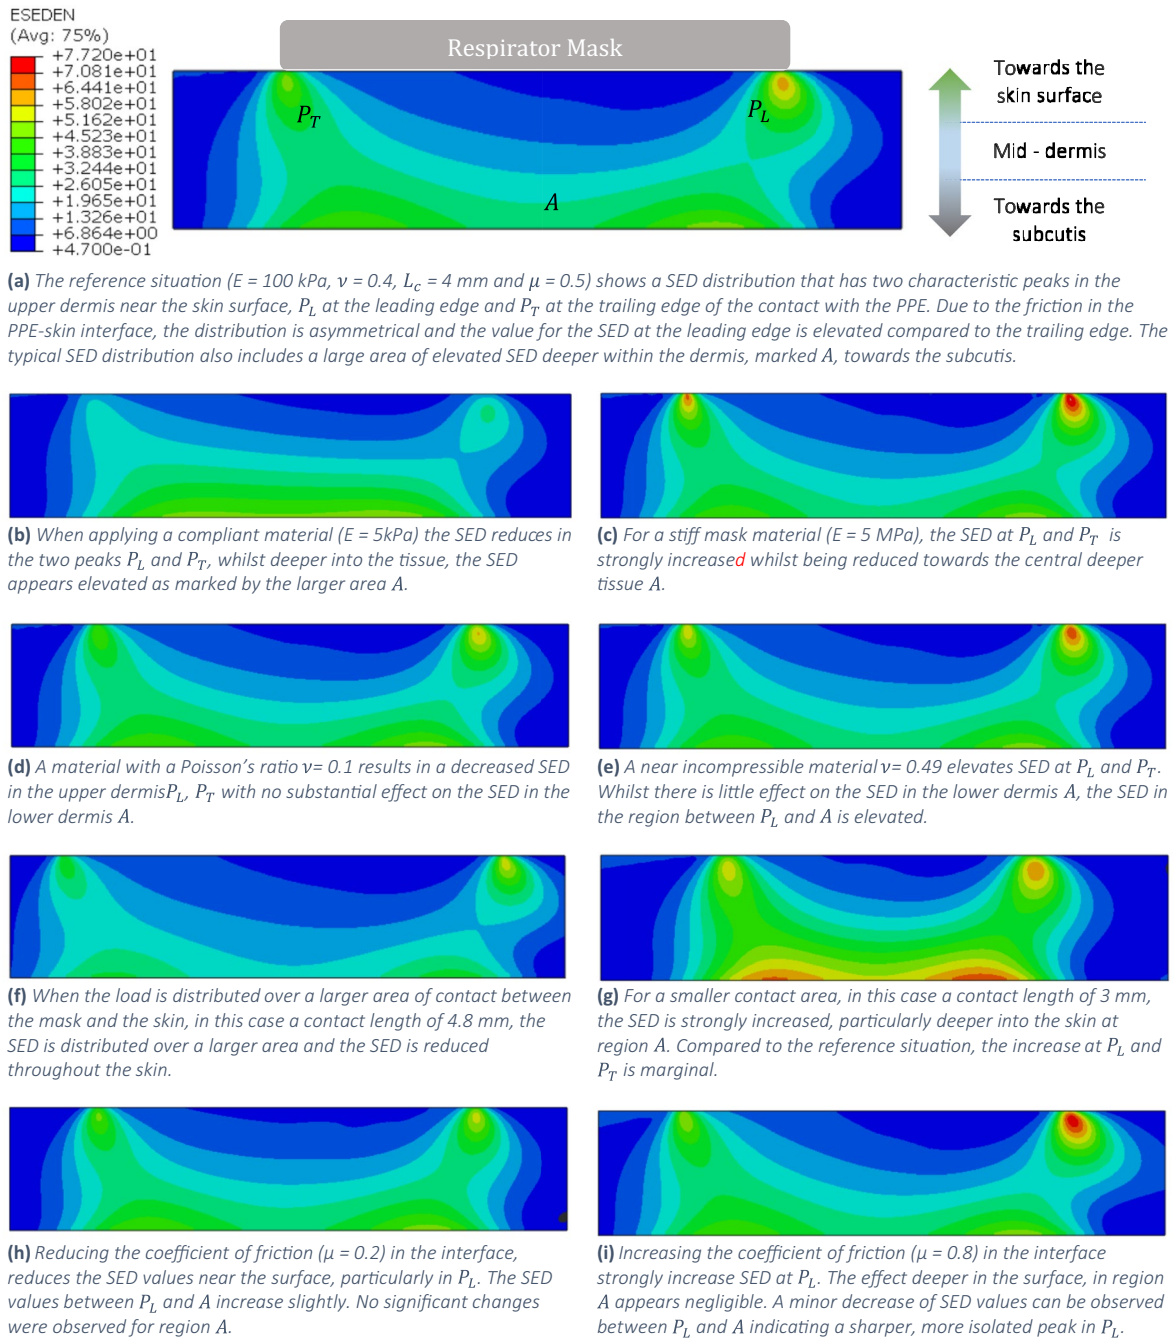 ESEDEN
(Avg: 75%)
+7.720e+01
+7.081e+01
+6.441e+01
+5.802e+01
+5.162e+01
+4.523e+01
+3.883e+01
+3.244e+01
+2.605e+01
+1.965e+01
+1.326e+01
+6.864e+00
+4.700e-01
Respirator Mask
P_T
P_L
A
Towards the
skin surface
Mid - dermis
Towards the
subcutis
(a) The reference situation (E = 100 kPa, ν = 0.4, L_c = 4 mm and μ = 0.5) shows a SED distribution that has two characteristic peaks in the
upper dermis near the skin surface, P_L at the leading edge and P_T at the trailing edge of the contact with the PPE. Due to the friction in the
PPE-skin interface, the distribution is asymmetrical and the value for the SED at the leading edge is elevated compared to the trailing edge. The
typical SED distribution also includes a large area of elevated SED deeper within the dermis, marked A, towards the subcutis.
(b) When applying a compliant material (E = 5kPa) the SED reduces in
the two peaks P_L and P_T, whilst deeper into the tissue, the SED
appears elevated as marked by the larger area A.
(c) For a stiff mask material (E = 5 MPa), the SED at P_L and P_T is
strongly increased whilst being reduced towards the central deeper
tissue A.
(d) A material with a Poisson's ratio ν= 0.1 results in a decreased SED
in the upper dermisP_L, P_T with no substantial effect on the SED in the
lower dermis A.
(e) A near incompressible material ν= 0.49 elevates SED at P_L and P_T.
Whilst there is little effect on the SED in the lower dermis A, the SED in
the region between P_L and A is elevated.
(f) When the load is distributed over a larger area of contact between
the mask and the skin, in this case a contact length of 4.8 mm, the
SED is distributed over a larger area and the SED is reduced
throughout the skin.
(g) For a smaller contact area, in this case a contact length of 3 mm,
the SED is strongly increased, particularly deeper into the skin at
region A. Compared to the reference situation, the increase at P_L and
P_T is marginal.
(h) Reducing the coefficient of friction (μ = 0.2) in the interface,
reduces the SED values near the surface, particularly in P_L. The SED
values between P_L and A increase slightly. No significant changes
were observed for region A.
(i) Increasing the coefficient of friction (μ = 0.8) in the interface
strongly increase SED at P_L. The effect deeper in the surface, in region
A appears negligible. A minor decrease of SED values can be observed
between P_L and A indicating a sharper, more isolated peak in P_L.